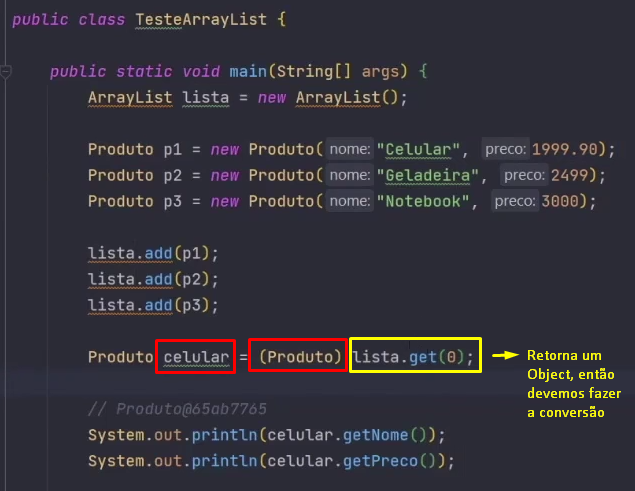 public class TesteArrayList {
public static void main(String[] args) {
ArrayList lista = new ArrayList();
Produto p1 = new Produto( nome: "Celular", preco: 1999.90);
Produto p2 = new Produto( nome: "Geladeira", preco: 2499);
Produto p3 = new Produto( nome: "Notebook", preco: 3000);
lista.add(p1);
lista.add(p2);
lista.add(p3);
Produto celular = (Produto) lista.get(0);
Retorna um
Object, então
devemos fazer
a conversão
// Produto@65ab7765
System.out.println(celular.getNome());
System.out.println(celular.getPreco());